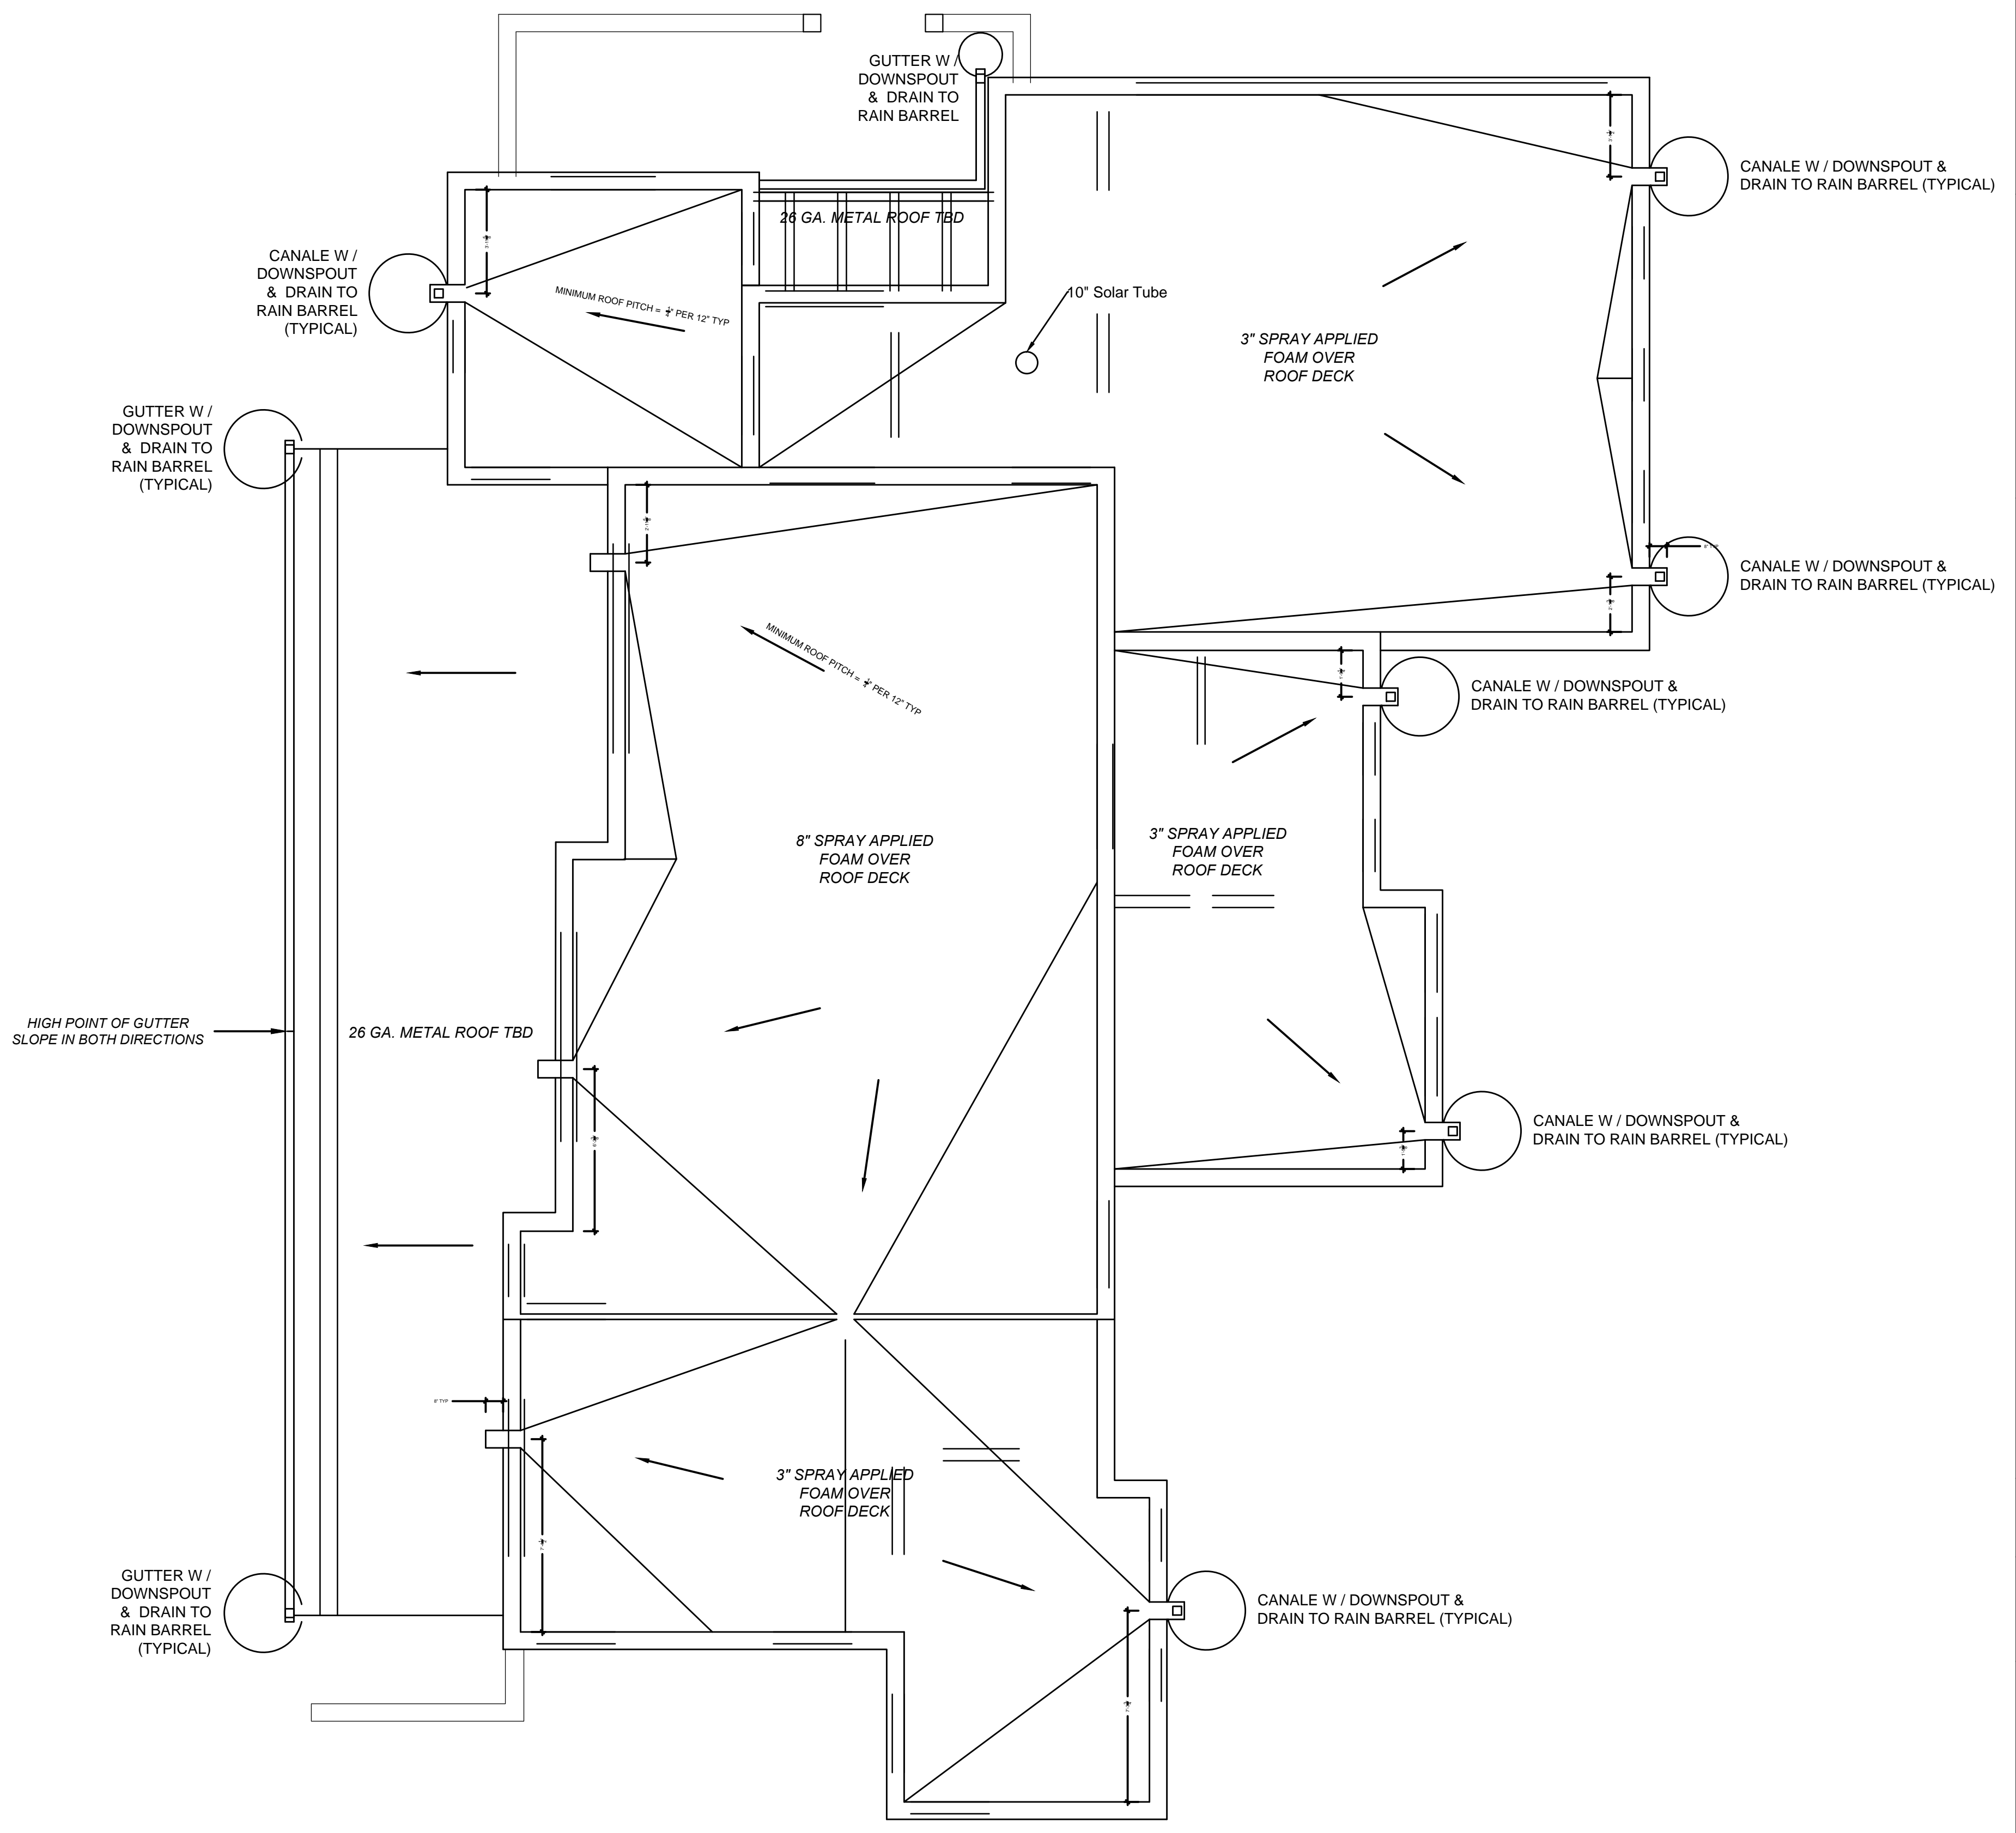 GUTTER W /
DOWNSPOUT
& DRAIN TO
RAIN BARREL
CANALE W / DOWNSPOUT &
DRAIN TO RAIN BARREL (TYPICAL)
26 GA. METAL ROOF TBD
CANALE W /
DOWNSPOUT
& DRAIN TO
RAIN BARREL
(TYPICAL)
MINIMUM ROOF PITCH = 1/4" PER 12" TYP
10" Solar Tube
3" SPRAY APPLIED
FOAM OVER
ROOF DECK
GUTTER W /
DOWNSPOUT
& DRAIN TO
RAIN BARREL
(TYPICAL)
8" TYP
CANALE W / DOWNSPOUT &
DRAIN TO RAIN BARREL (TYPICAL)
MINIMUM ROOF PITCH = 1/4" PER 12" TYP
CANALE W / DOWNSPOUT &
DRAIN TO RAIN BARREL (TYPICAL)
8" SPRAY APPLIED
FOAM OVER
ROOF DECK
3" SPRAY APPLIED
FOAM OVER
ROOF DECK
HIGH POINT OF GUTTER
SLOPE IN BOTH DIRECTIONS
26 GA. METAL ROOF TBD
CANALE W / DOWNSPOUT &
DRAIN TO RAIN BARREL (TYPICAL)
8" TYP
3" SPRAY APPLIED
FOAM OVER
ROOF DECK
GUTTER W /
DOWNSPOUT
& DRAIN TO
RAIN BARREL
(TYPICAL)
CANALE W / DOWNSPOUT &
DRAIN TO RAIN BARREL (TYPICAL)